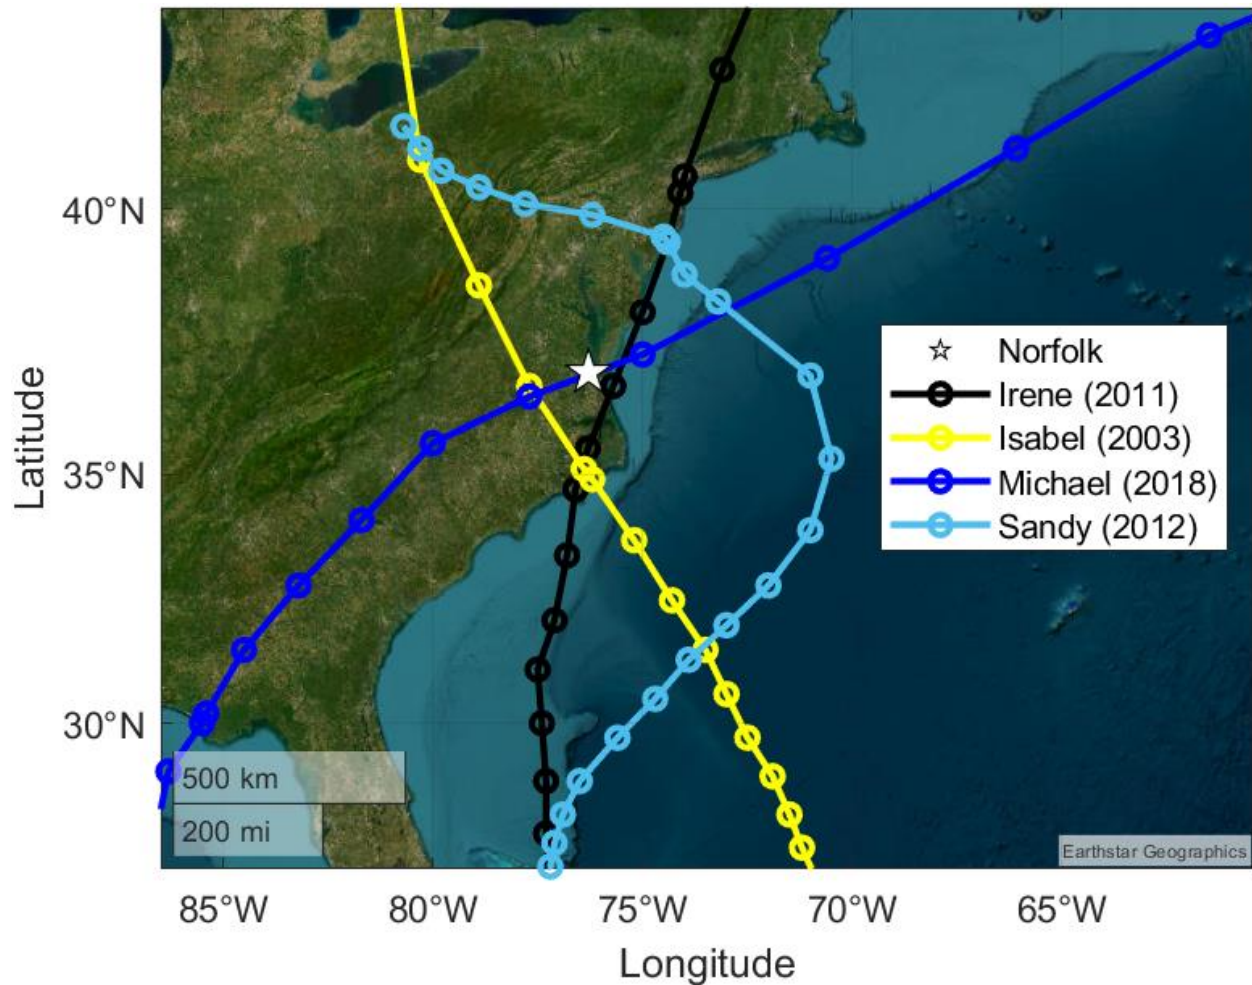 40°N
35°N
30°N
Latitude
Norfolk
Irene (2011)
Isabel (2003)
Michael (2018)
Sandy (2012)
500 km
200 mi
Earthstar Geographics
85°W
80°W
75°W
70°W
65°W
Longitude